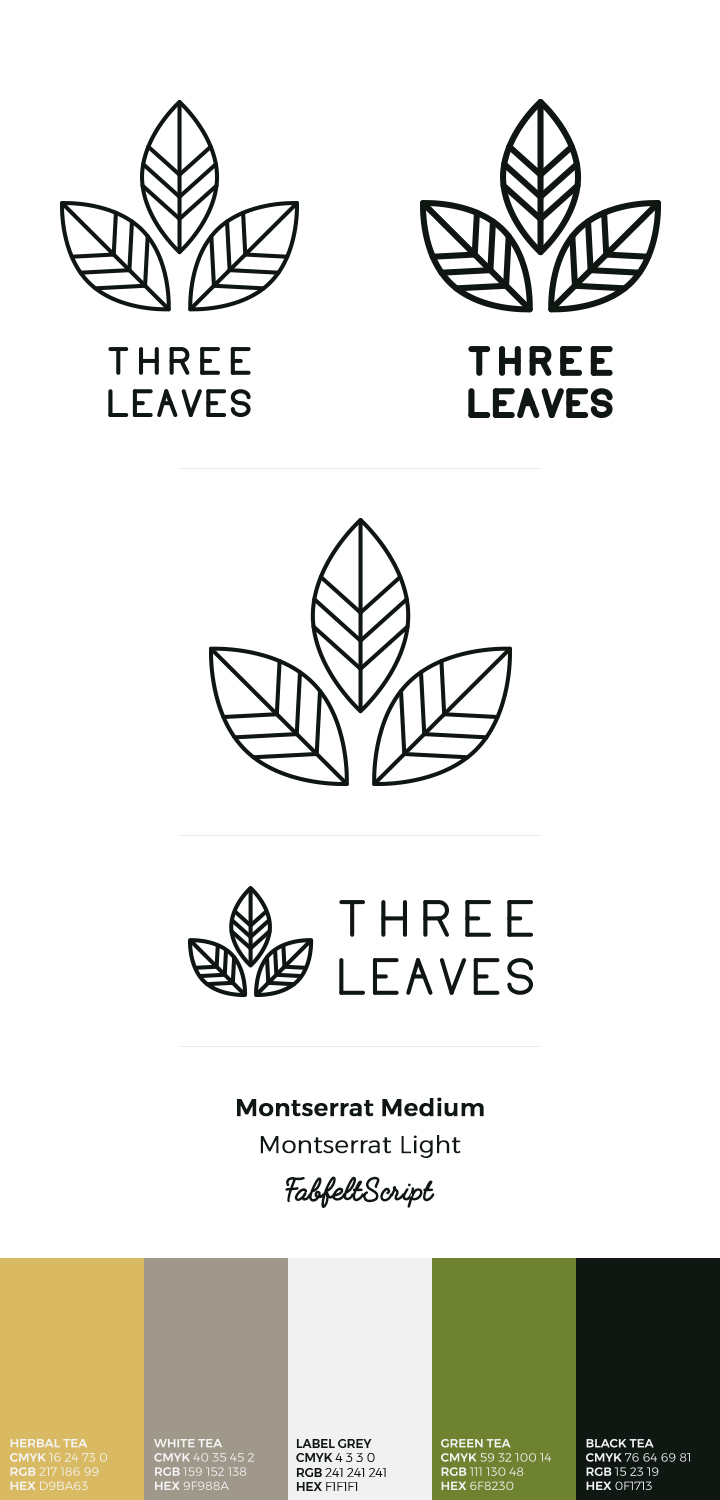 THREE
LEAVES
THREE
LEAVES
THREE
LEAVES
Montserrat Medium
Montserrat Light
FabfeltScript
HERBAL TEA
CMYK 16 24 73 0
RGB 217 186 99
HEX D9BA63
WHITE TEA
CMYK 40 35 45 2
RGB 159 152 138
HEX 9F988A
LABEL GREY
CMYK 4 3 3 0
RGB 241 241 241
HEX F1F1F1
GREEN TEA
CMYK 59 32 100 14
RGB 111 130 48
HEX 6F8230
BLACK TEA
CMYK 76 64 69 81
RGB 15 23 19
HEX 0F1713